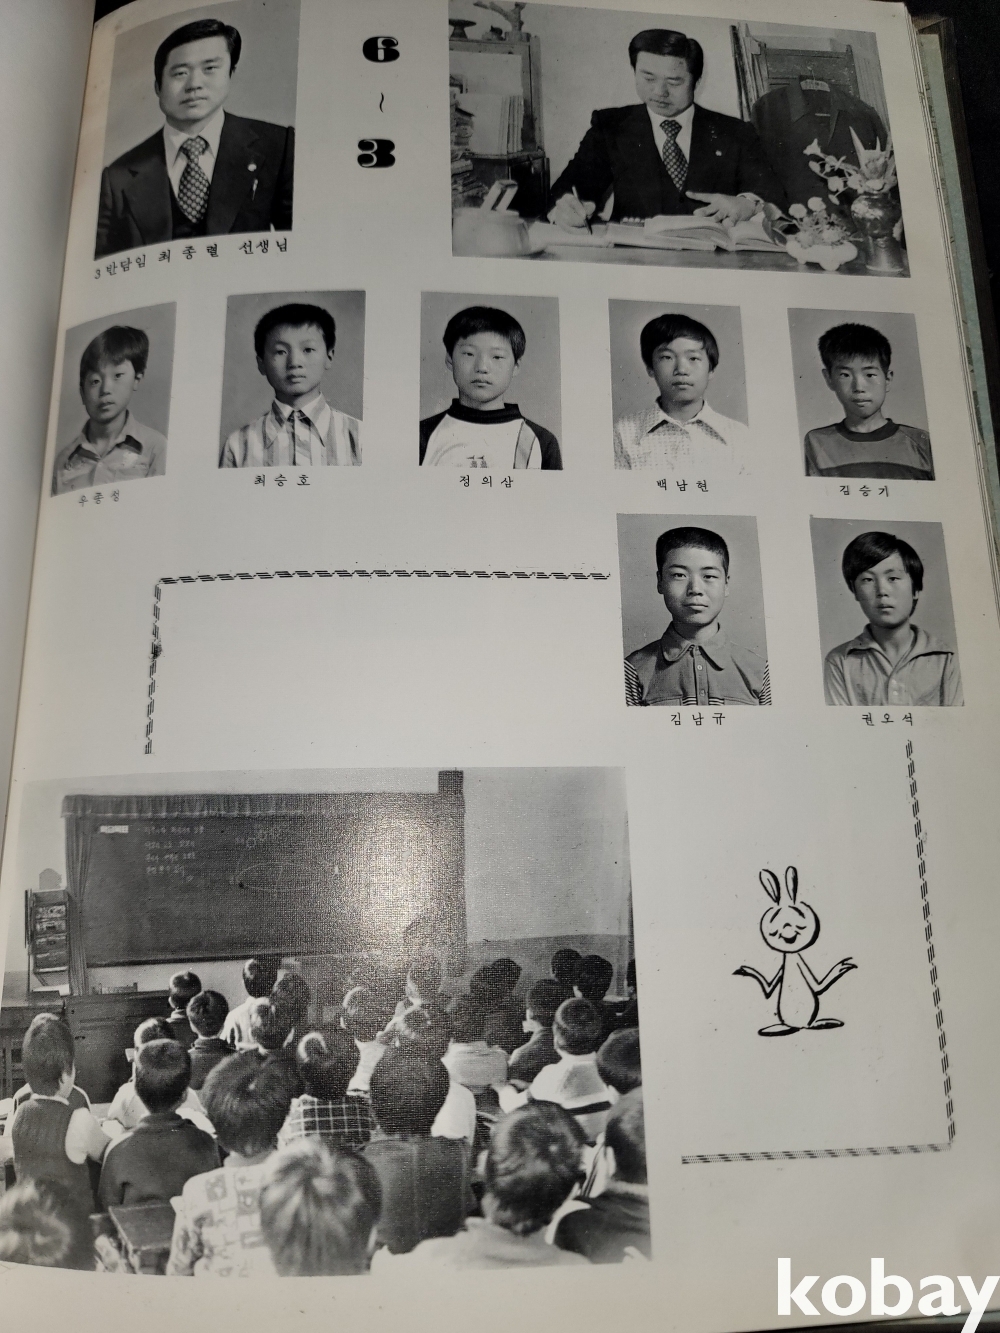 6
~
3
3반담임 최종렬 선생님
우종정
최승호
정의삼
백남현
김승기
김남규
권오석
kobay